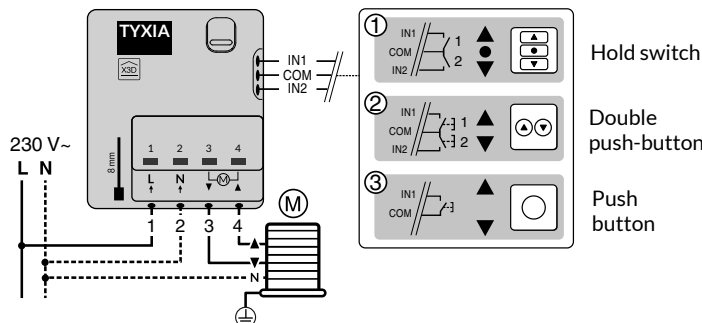 TYXIA
X3D
IN1
COM
IN2
8 mm
1 2 3 4
L N M
230 V~
L N
1 2 3 4
M
N
1
IN1
COM
IN2
1
2
Hold switch
2
IN1
COM
IN2
1
2
Double
push-button
3
IN1
COM
Push
button